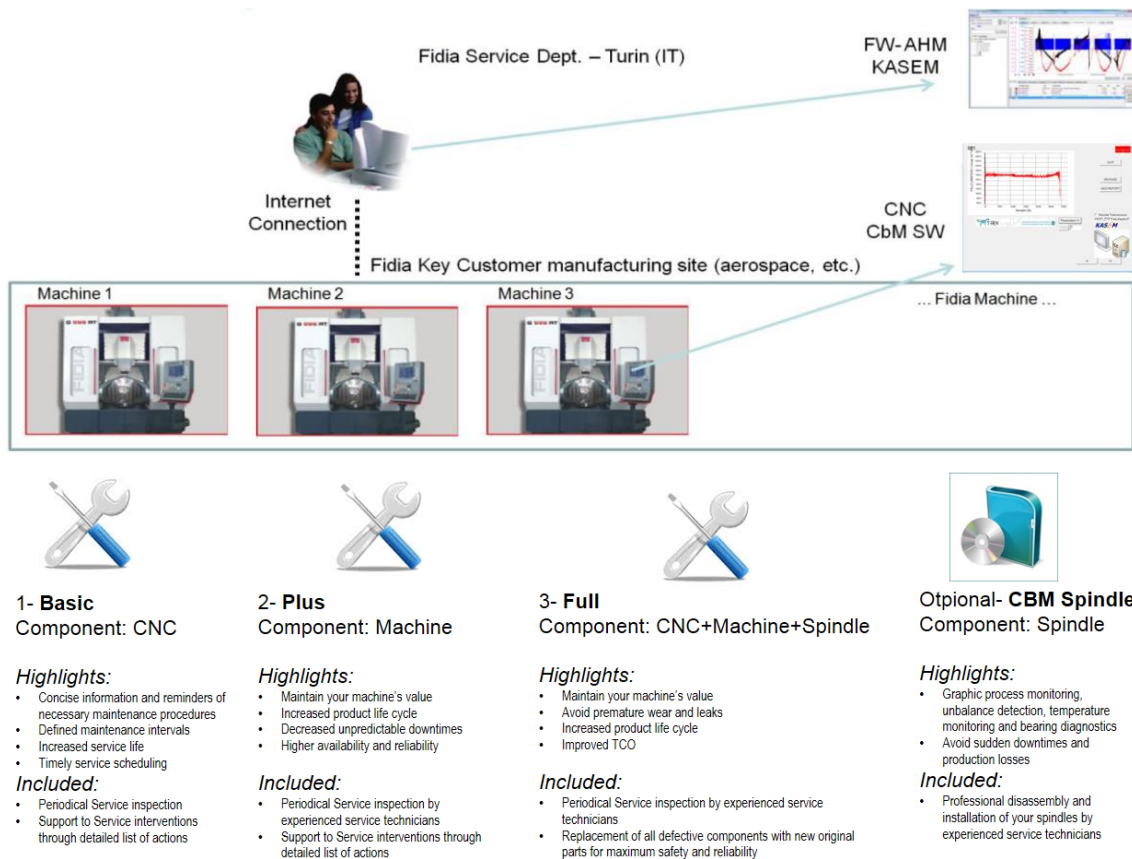 Fidia Service Dept. – Turin (IT)
FW-AHM
KASEM
Internet
Connection
CNC
CbM SW
KASEM
Fidia Key Customer manufacturing site (aerospace, etc.)
Machine 1
Machine 2
Machine 3
... Fidia Machine ...
FIDIA
FIDIA
FIDIA
1- Basic
Component: CNC
Highlights:
• Concise information and reminders of
necessary maintenance procedures
• Defined maintenance intervals
• Increased service life
• Timely service scheduling
Included:
• Periodical Service inspection
• Support to Service interventions
through detailed list of actions
2- Plus
Component: Machine
Highlights:
• Maintain your machine's value
• Increased product life cycle
• Decreased unpredictable downtimes
• Higher availability and reliability
Included:
• Periodical Service inspection by
experienced service technicians
• Support to Service interventions through
detailed list of actions
3- Full
Component: CNC+Machine+Spindle
Highlights:
• Maintain your machine's value
• Avoid premature wear and leaks
• Increased product life cycle
• Improved TCO
Included:
• Periodical Service inspection by experienced service
technicians
• Replacement of all defective components with new original
parts for maximum safety and reliability
Otpional- CBM Spindle
Component: Spindle
Highlights:
• Graphic process monitoring,
unbalance detection, temperature
monitoring and bearing diagnostics
• Avoid sudden downtimes and
production losses
Included:
• Professional disassembly and
installation of your spindles by
experienced service technicians